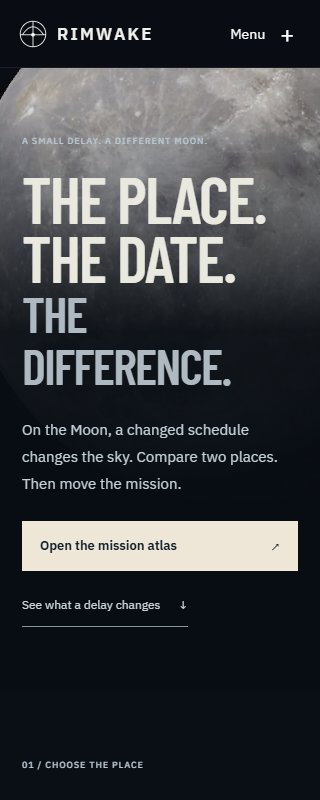 RIMWAKE
Menu +
A SMALL DELAY. A DIFFERENT MOON.
THE PLACE.
THE DATE.
THE
DIFFERENCE.
On the Moon, a changed schedule
changes the sky. Compare two places.
Then move the mission.
Open the mission atlas ↗
See what a delay changes ↓
01 / CHOOSE THE PLACE